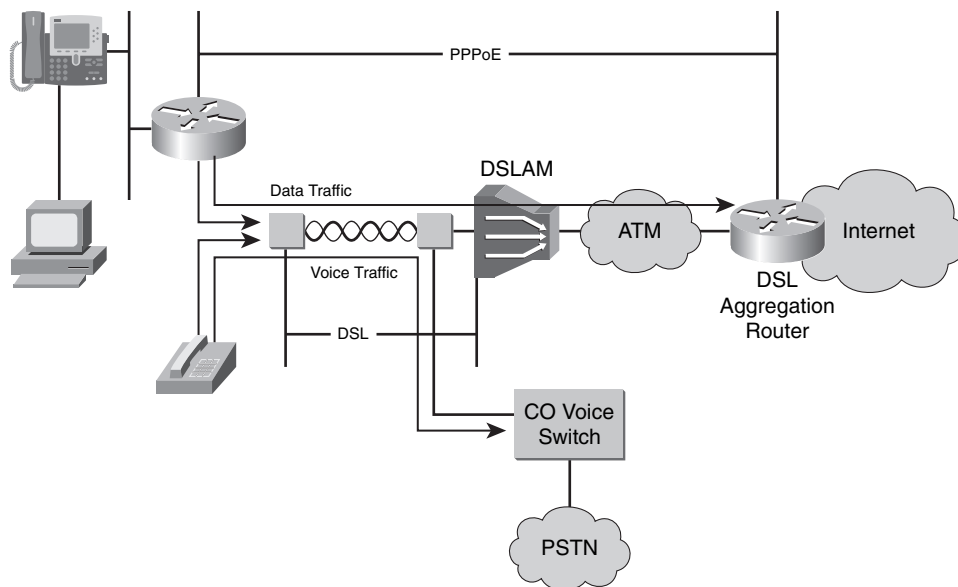 PPPoE
DSLAM
Data Traffic
ATM
Internet
Voice Traffic
DSL
Aggregation
Router
DSL
CO Voice
Switch
PSTN